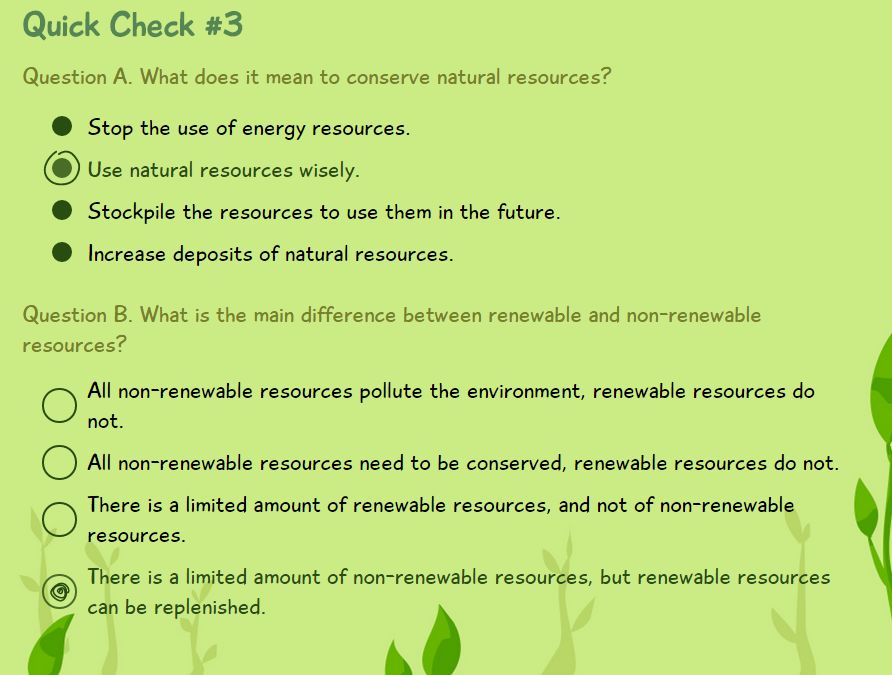 Quick Check #3
Question A. What does it mean to conserve natural resources?
Stop the use of energy resources.
Use natural resources wisely.
Stockpile the resources to use them in the future.
Increase deposits of natural resources.
Question B. What is the main difference between renewable and non-renewable
resources?
All non-renewable resources pollute the environment, renewable resources do
not.
All non-renewable resources need to be conserved, renewable resources do not.
There is a limited amount of renewable resources, and not of non-renewable
resources.
There is a limited amount of non-renewable resources, but renewable resources
can be replenished.